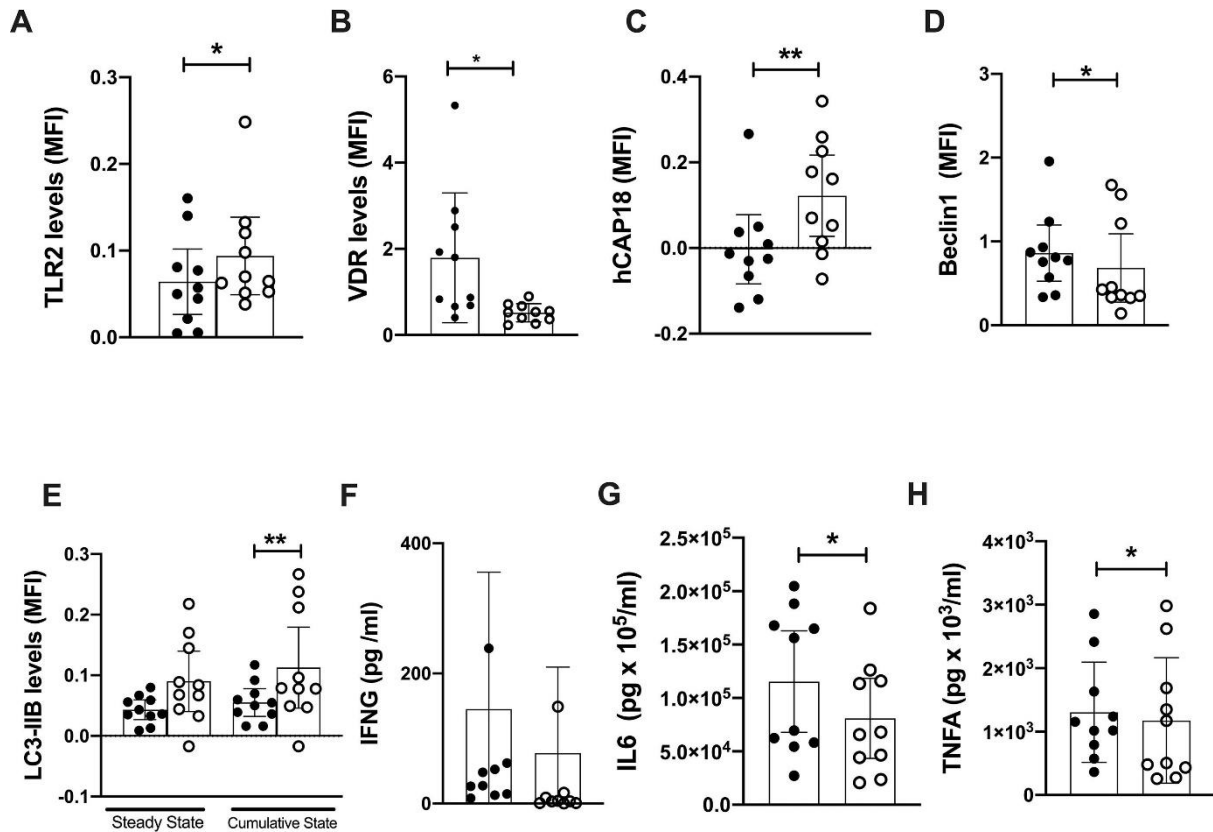 A
TLR2 levels (MFI)
0.3
0.2
0.1
0.0
*
B
VDR levels (MFI)
6
4
2
0
*
C
hCAP18 (MFI)
0.4
0.2
0.0
-0.2
**
D
Beclin1 (MFI)
3
2
1
0
*
E
LC3-IIB levels (MFI)
0.3
0.2
0.1
0.0
-0.1
**
Steady State
Cumulative State
F
IFNG (pg /ml)
400
200
0
G
IL6 (pg x 10⁵/ml)
2.5×10⁵
2.0×10⁵
1.5×10⁵
1.0×10⁵
5.0×10⁴
0.0
*
H
TNFA (pg x 10³/ml)
4×10³
3×10³
2×10³
1×10³
0
*